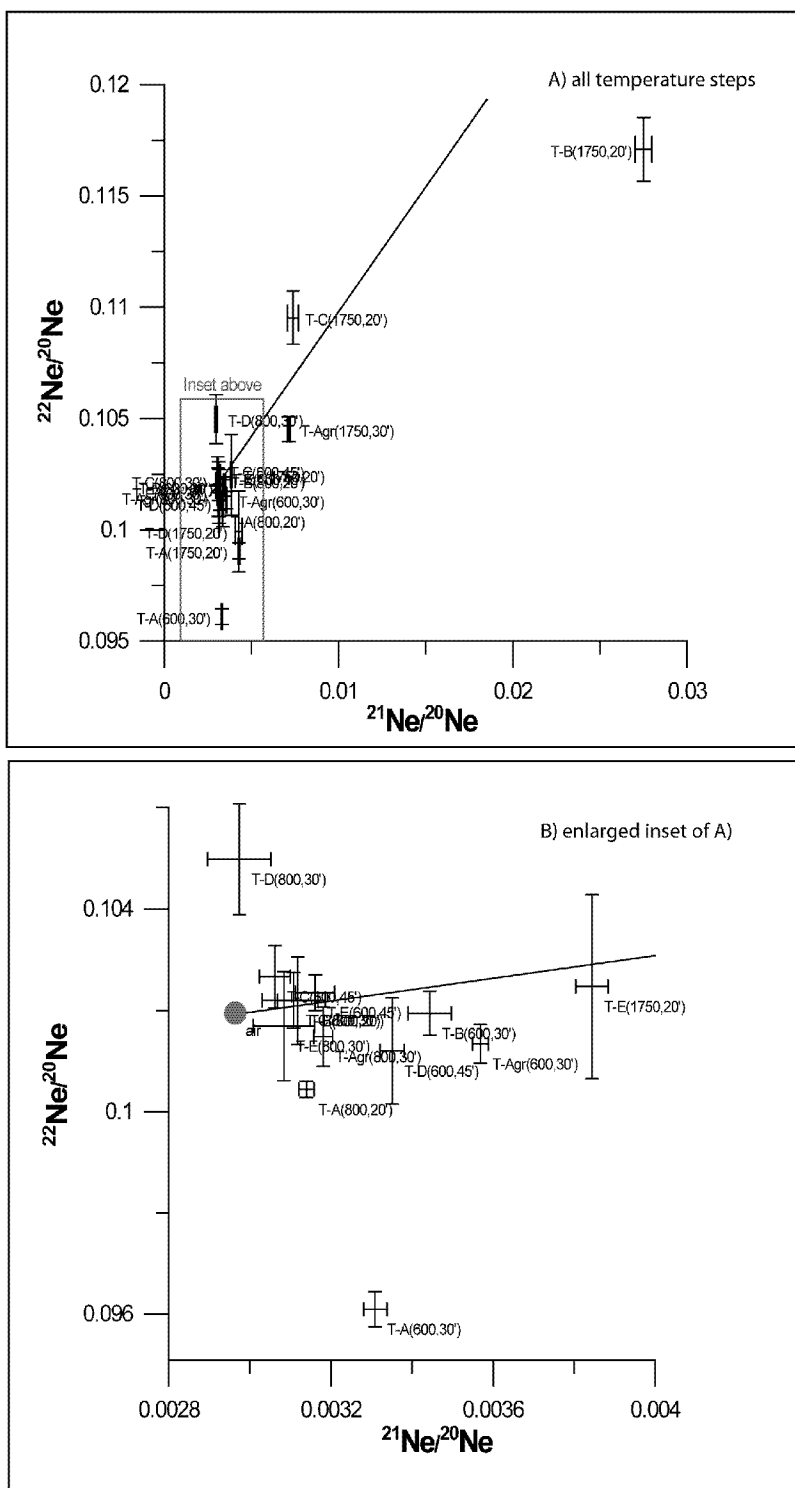 A) all temperature steps
0.12
T-B(1750,20')
0.115
22Ne/20Ne
0.11
T-C(1750,20')
Inset above
0.105
T-D(800,30')
T-Agr(1750,30')
T-C(800,30')
T-Agr(600,30')
T-D(600,45')
0.1
A(800,20')
T-D(1750,20')
T-A(1750,20')
T-A(600,30')
0.095
0
0.01
0.02
0.03
21Ne/20Ne
B) enlarged inset of A)
T-D(800,30')
0.104
T-E(1750,20')
T-E(600,45')
T-B(600,30')
air
T-E(800,30')
T-Agr(800,30')
T-D(600,45')
T-Agr(600,30')
22Ne/20Ne
0.1
T-A(800,20')
0.096
T-A(600.30')
0.0028
0.0032
0.0036
0.004
21Ne/20Ne